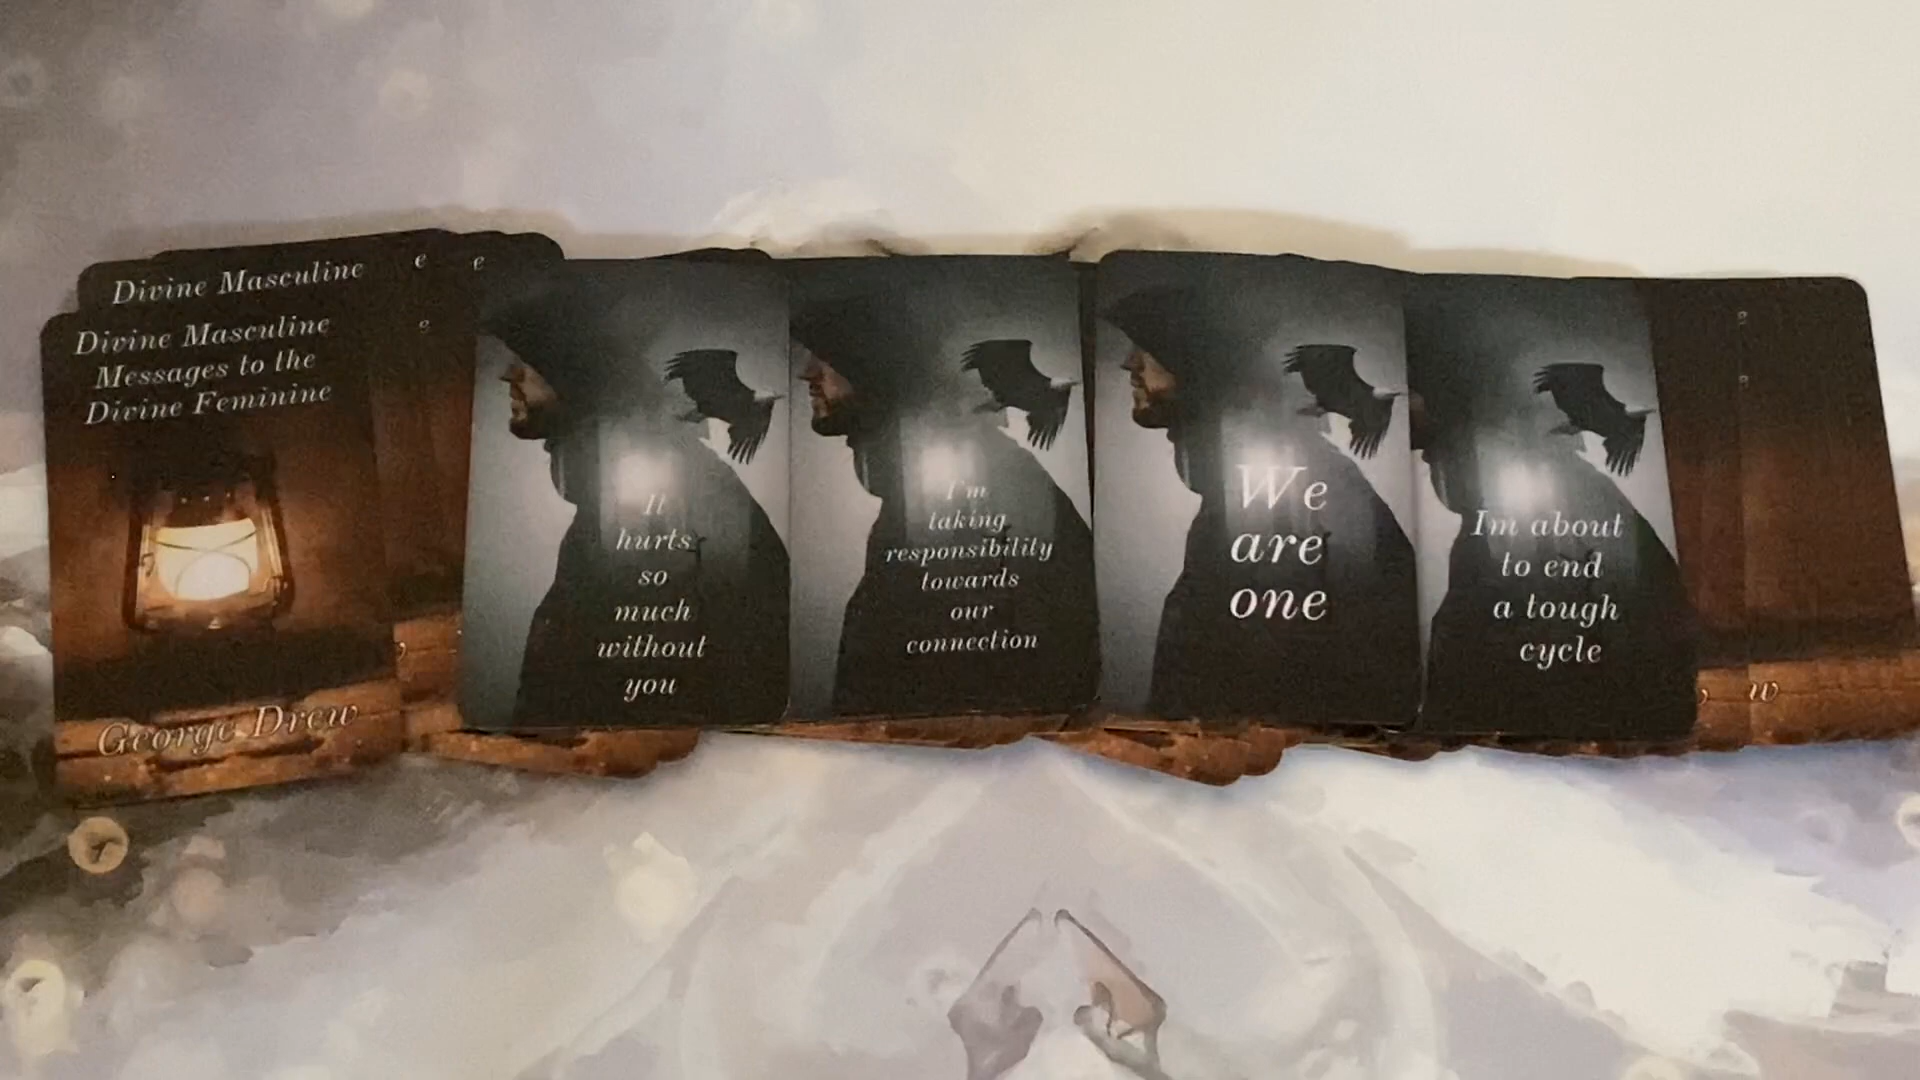 Divine Masculine
e
e
Divine Masculine
Messages to the
Divine Feminine
e
George Drew
It
hurts
so
much
without
you
I'm
taking
responsibility
towards
our
connection
We
are
one
Im about
to end
a tough
cycle
w